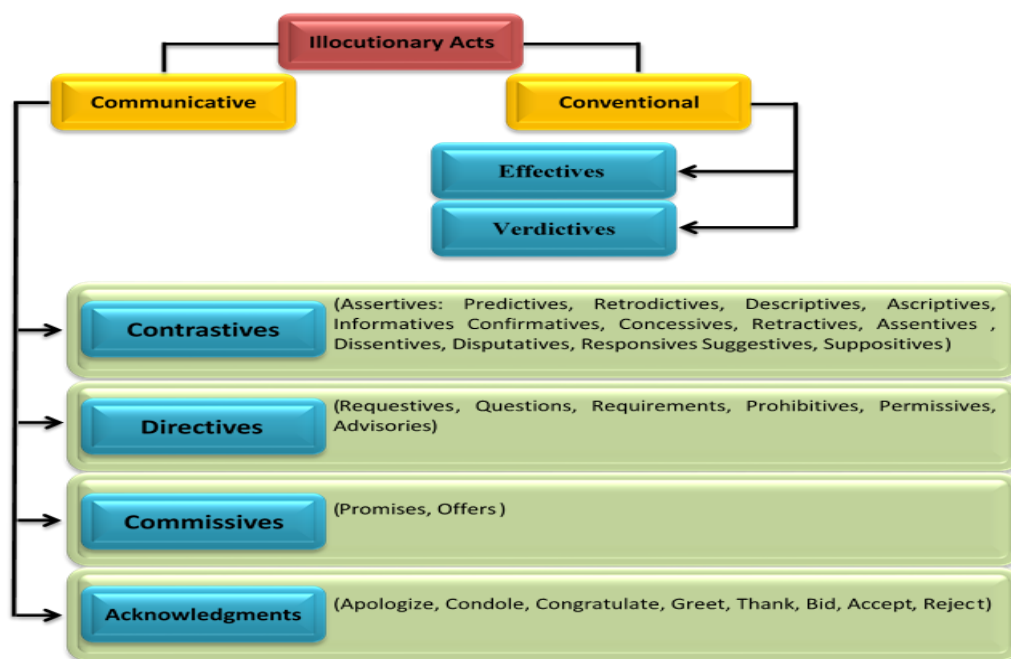 Illocutionary Acts
Communicative
Conventional
Effectives
Verdictives
Contrastives
(Assertives: Predictives, Retrodictives, Descriptives, Ascriptives,
Informatives Confirmatives, Concessives, Retractives, Assentives ,
Dissentives, Disputatives, Responsives Suggestives, Suppositives)
Directives
(Requestives, Questions, Requirements, Prohibitives, Permissives,
Advisories)
Commissives
(Promises, Offers)
Acknowledgments
(Apologize, Condole, Congratulate, Greet, Thank, Bid, Accept, Reject)